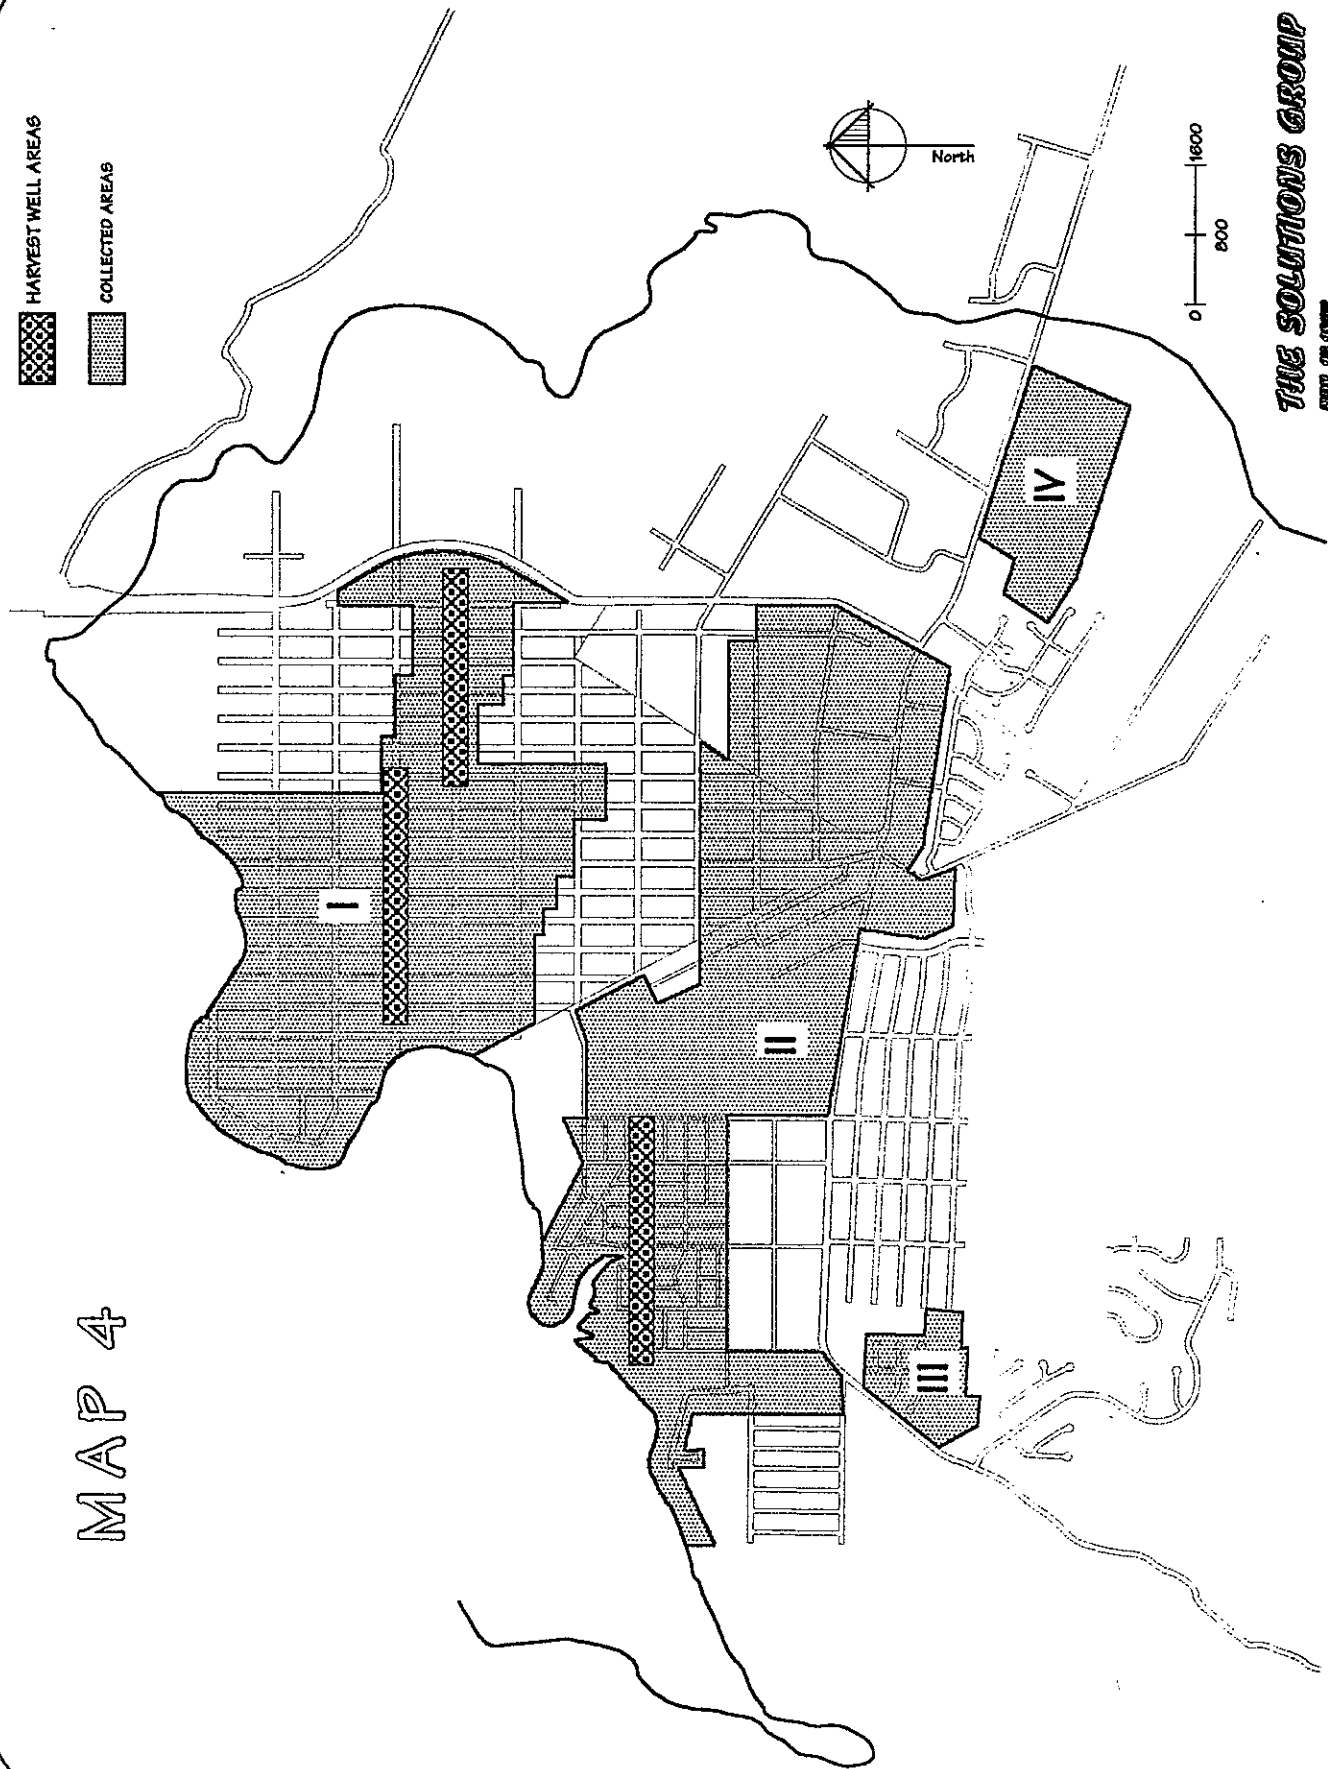 MAP 4
HARVEST WELL AREAS
COLLECTED AREAS
I
II
III
IV
North
0 800 1600
THE SOLUTIONS GROUP